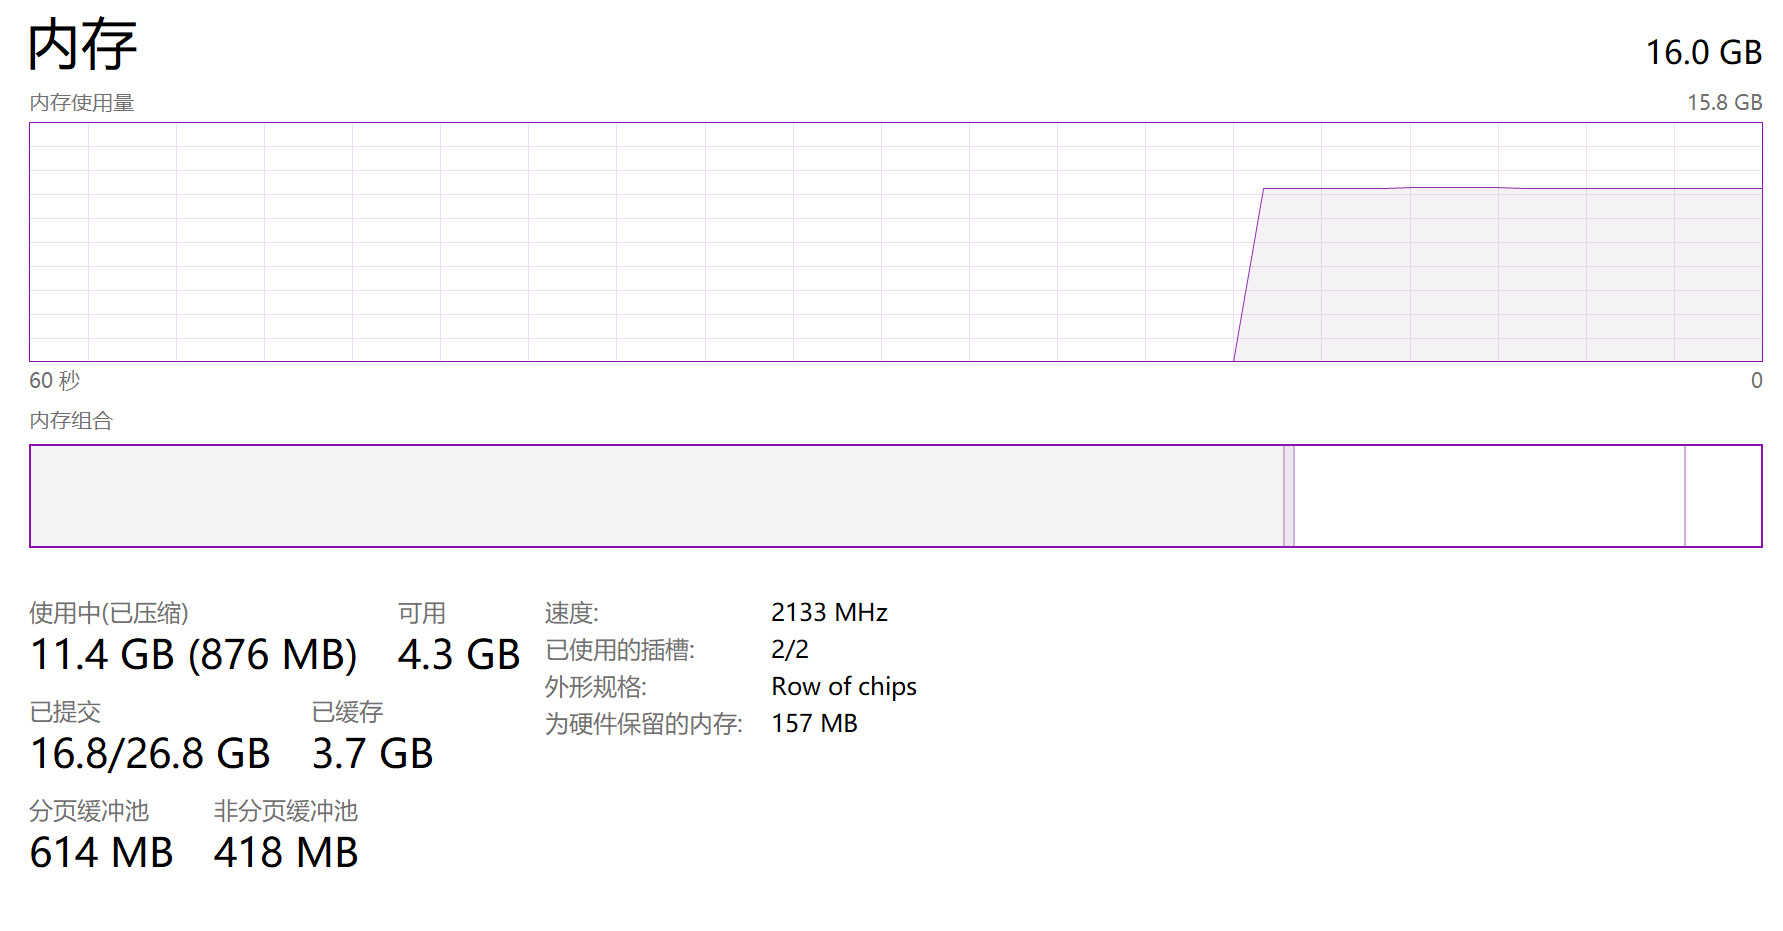 内存
16.0 GB
内存使用量
15.8 GB
60 秒
0
内存组合
使用中(已压缩)
可用
11.4 GB (876 MB)
4.3 GB
已提交
已缓存
16.8/26.8 GB
3.7 GB
分页缓冲池
非分页缓冲池
614 MB
418 MB
速度:
2133 MHz
已使用的插槽:
2/2
外形规格:
Row of chips
为硬件保留的内存:
157 MB